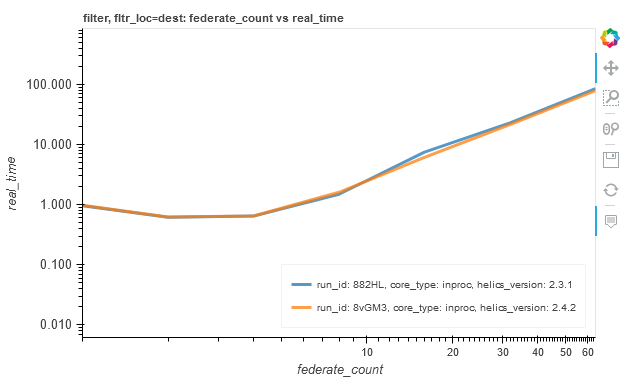 filter, fltr_loc=dest: federate_count vs real_time
real_time
100.000
10.000
1.000
0.100
0.010
run_id: 882HL, core_type: inproc, helics_version: 2.3.1
run_id: 8vGM3, core_type: inproc, helics_version: 2.4.2
10 20 30 40 50 60
federate_count